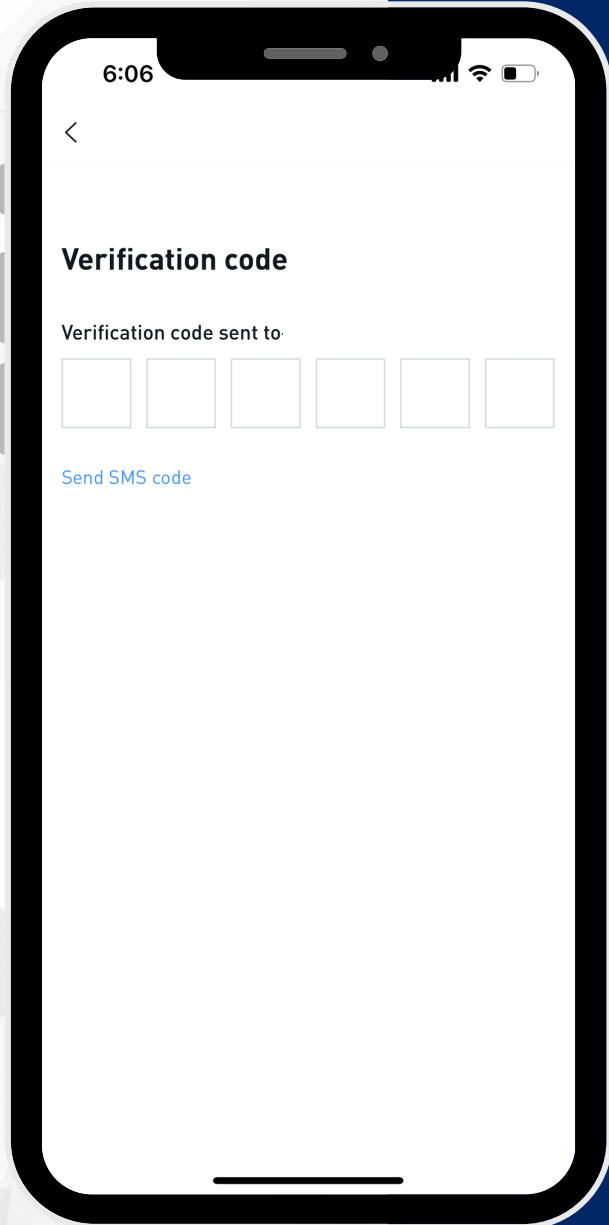 6:06
Verification code
Verification code sent to
Send SMS code